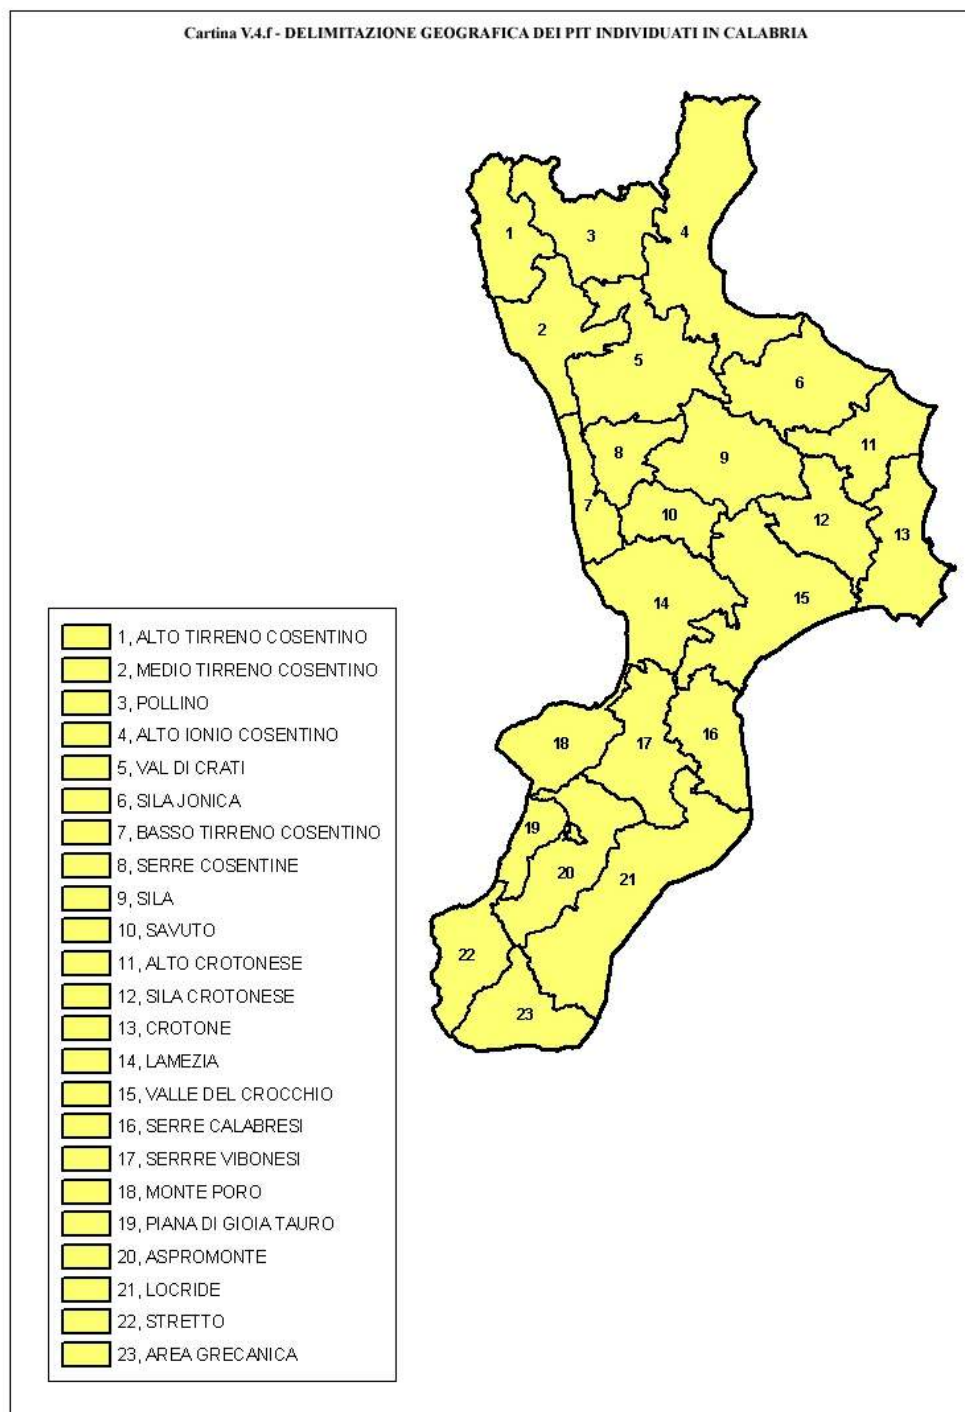 Cartina V.4.f - DELIMITAZIONE GEOGRAFICA DEI PIT INDIVIDUATI IN CALABRIA
1
3
4
2
5
6
11
8
9
7
10
12
13
14
15
16
17
18
19
20
21
22
23
1, ALTO TIRRENO COSENTINO
2, MEDIO TIRRENO COSENTINO
3, POLLINO
4, ALTO IONIO COSENTINO
5, VAL DI CRATI
6, SILA JONICA
7, BASSO TIRRENO COSENTINO
8, SERRE COSENTINE
9, SILA
10, SAVUTO
11, ALTO CROTONESE
12, SILA CROTONESE
13, CROTONE
14, LAMEZIA
15, VALLE DEL CROCCHIO
16, SERRE CALABRESI
17, SERRRE VIBONESI
18, MONTE PORO
19, PIANA DI GIOIA TAURO
20, ASPROMONTE
21, LOCRIDE
22, STRETTO
23, AREA GRECANICA